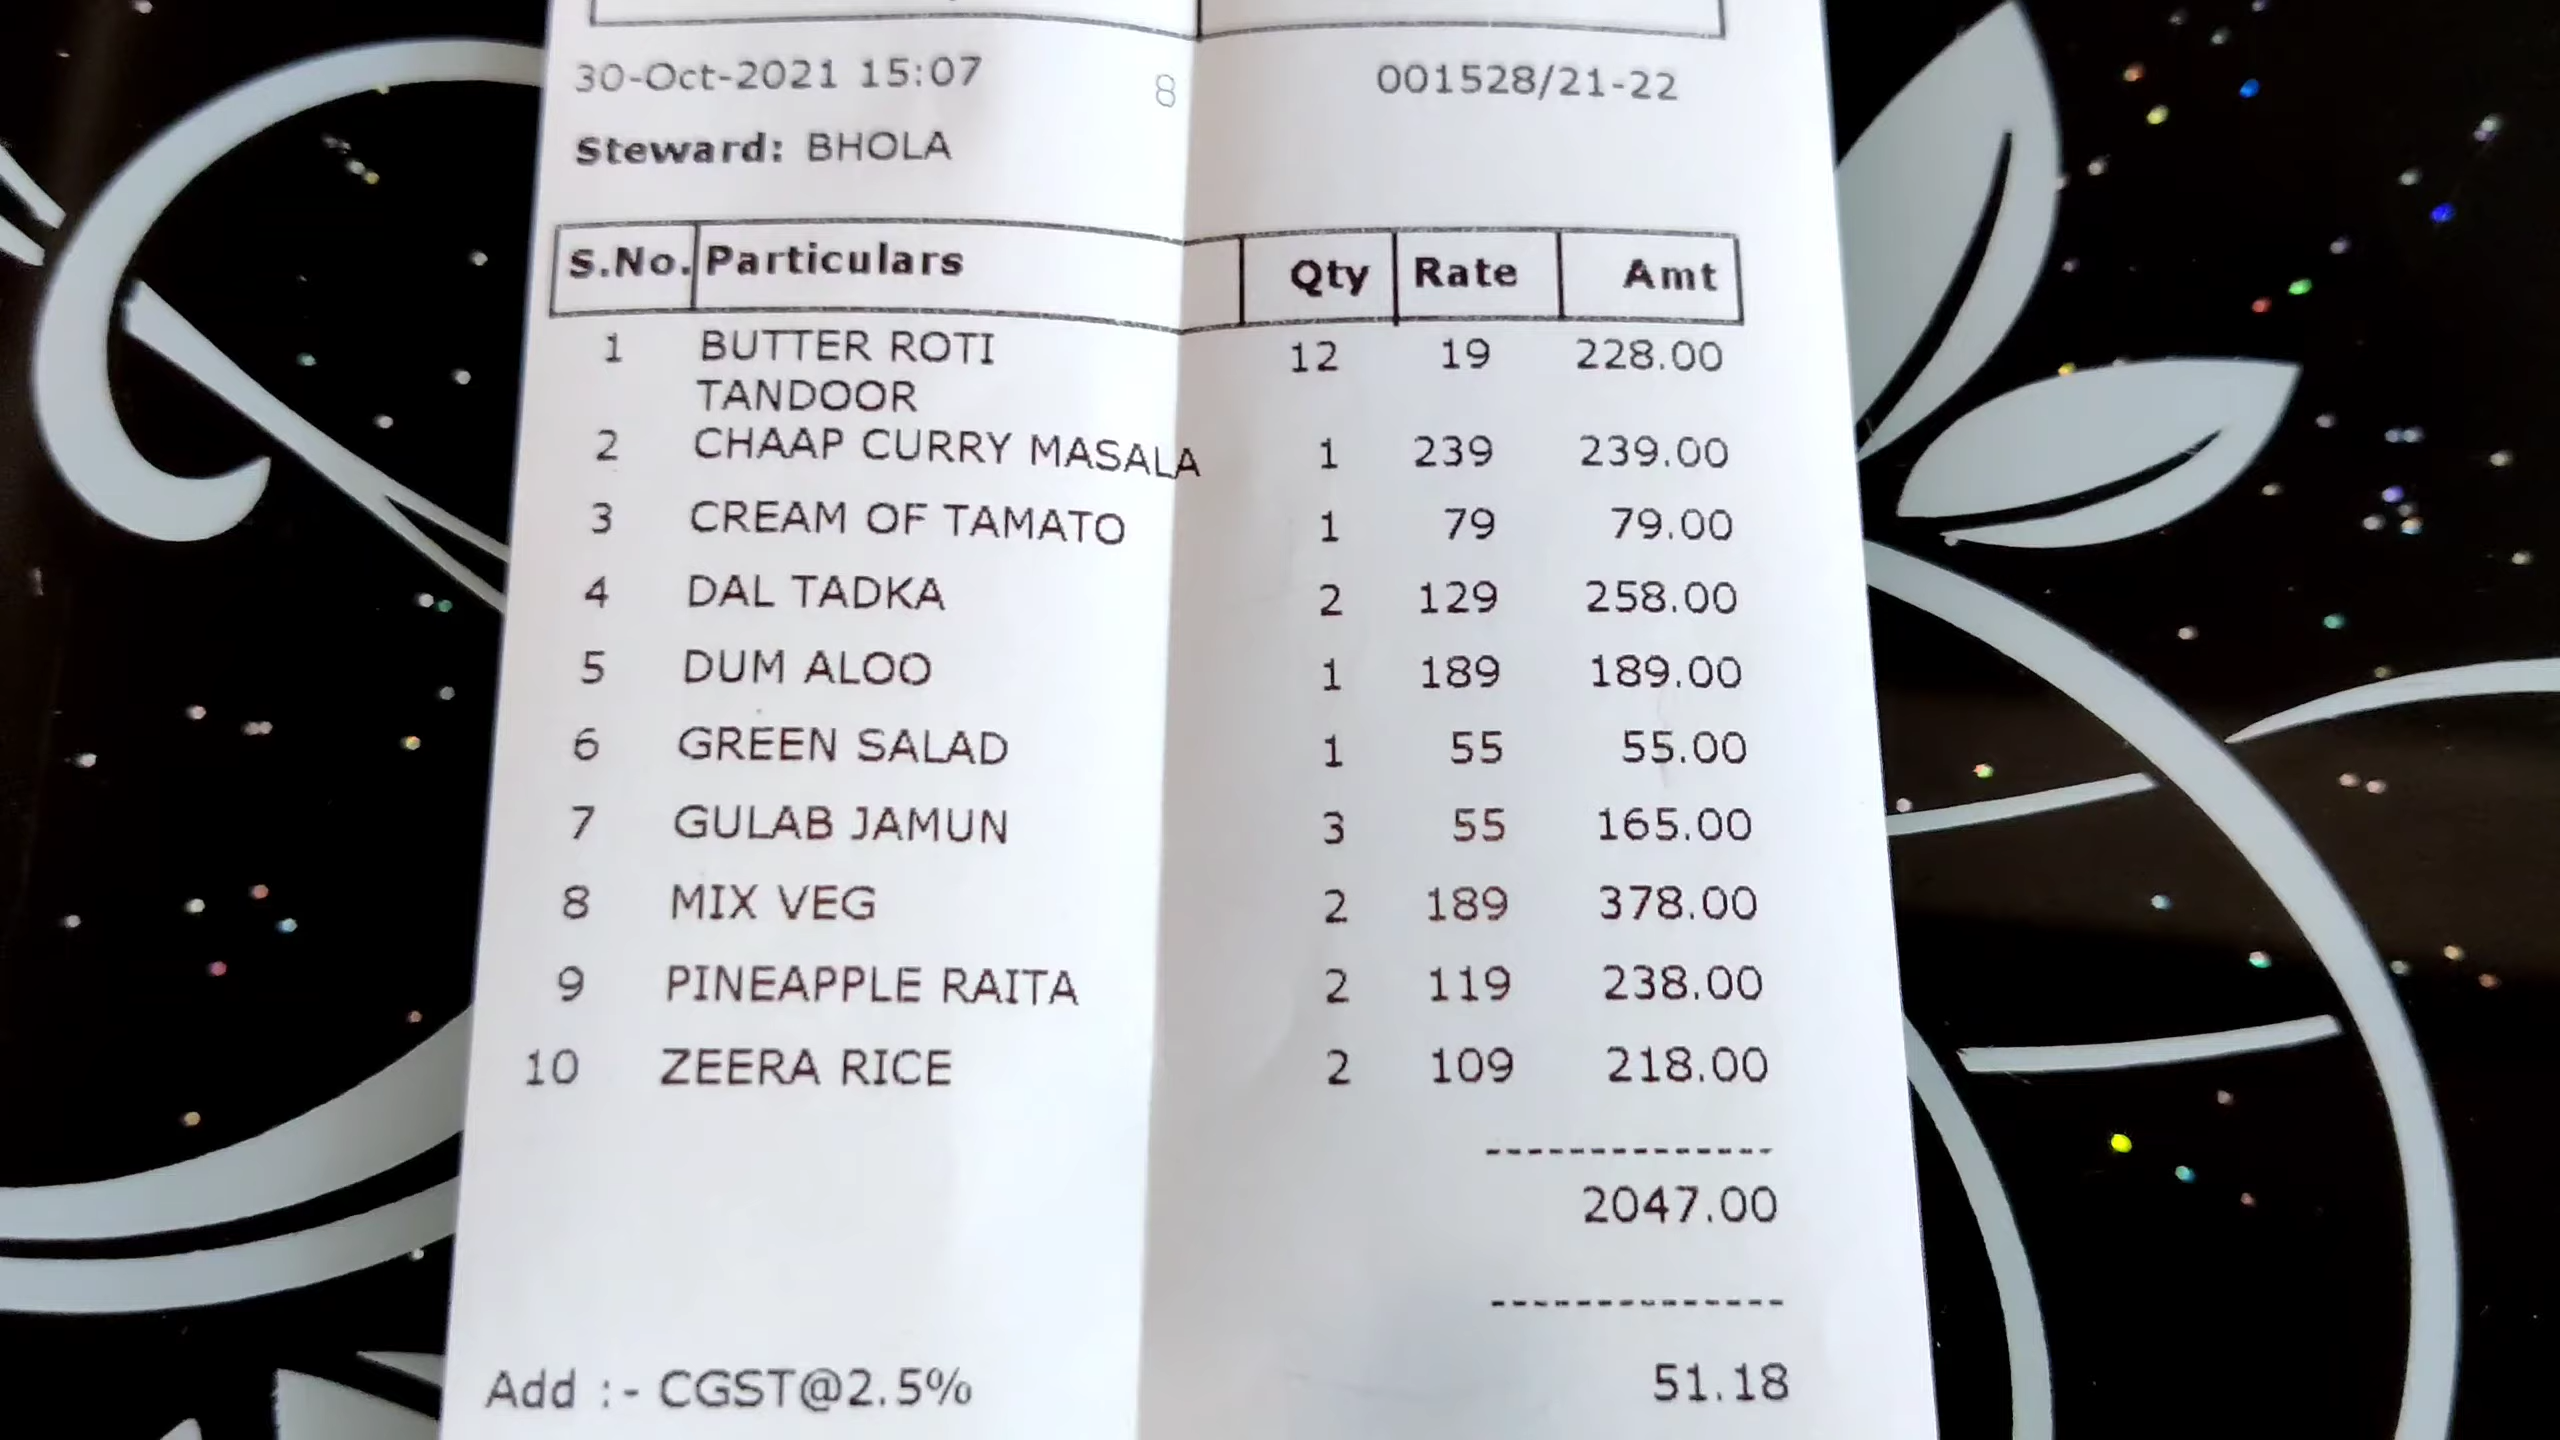 30-Oct-2021 15:07 8 001528/21-22
Steward: BHOLA
S.No. Particulars Qty Rate Amt
1 BUTTER ROTI 12 19 228.00
TANDOOR
2 CHAAP CURRY MASALA 1 239 239.00
3 CREAM OF TAMATO 1 79 79.00
4 DAL TADKA 2 129 258.00
5 DUM ALOO 1 189 189.00
6 GREEN SALAD 1 55 55.00
7 GULAB JAMUN 3 55 165.00
8 MIX VEG 2 189 378.00
9 PINEAPPLE RAITA 2 119 238.00
10 ZEERA RICE 2 109 218.00
2047.00
Add :- CGST@2.5% 51.18